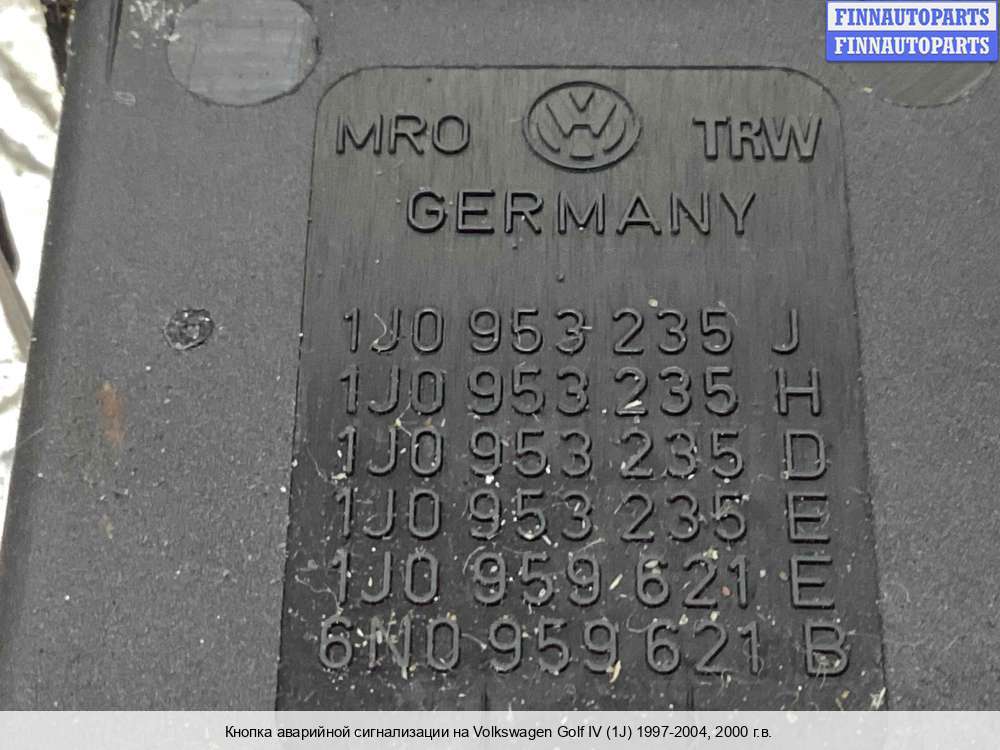 FINNAUTOPARTS
FINNAUTOPARTS
MRO VW TRW
GERMANY
1J0 953 235 J
1J0 953 235 H
1J0 953 235 D
1J0 953 235 E
1J0 959 621 E
6N0 959 621 B
Кнопка аварийной сигнализации на Volkswagen Golf IV (1J) 1997-2004, 2000 г.в.